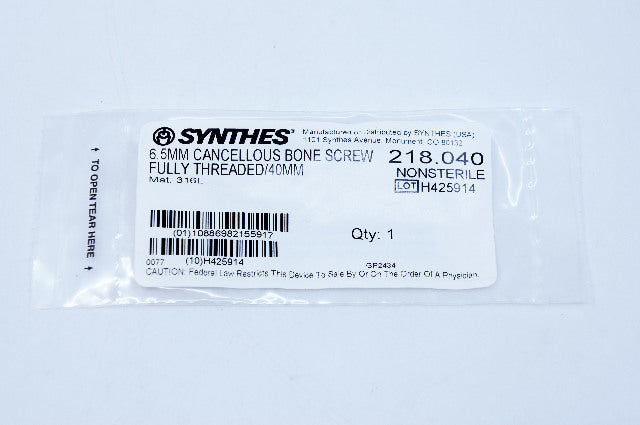 SYNTHES®
Manufactured or Distributed by SYNTHES (USA)
1101 Synthes Avenue, Monument, CO 80132
6.5MM CANCELLOUS BONE SCREW
218.040
FULLY THREADED/40MM
NONSTERILE
Mat. 316L
LOT H425914
(01)10886982155917
Qty: 1
(10)H425914
0077
GP2434
CAUTION: Federal Law Restricts This Device To Sale By Or On The Order Of A Physician.
← TO OPEN TEAR HERE →